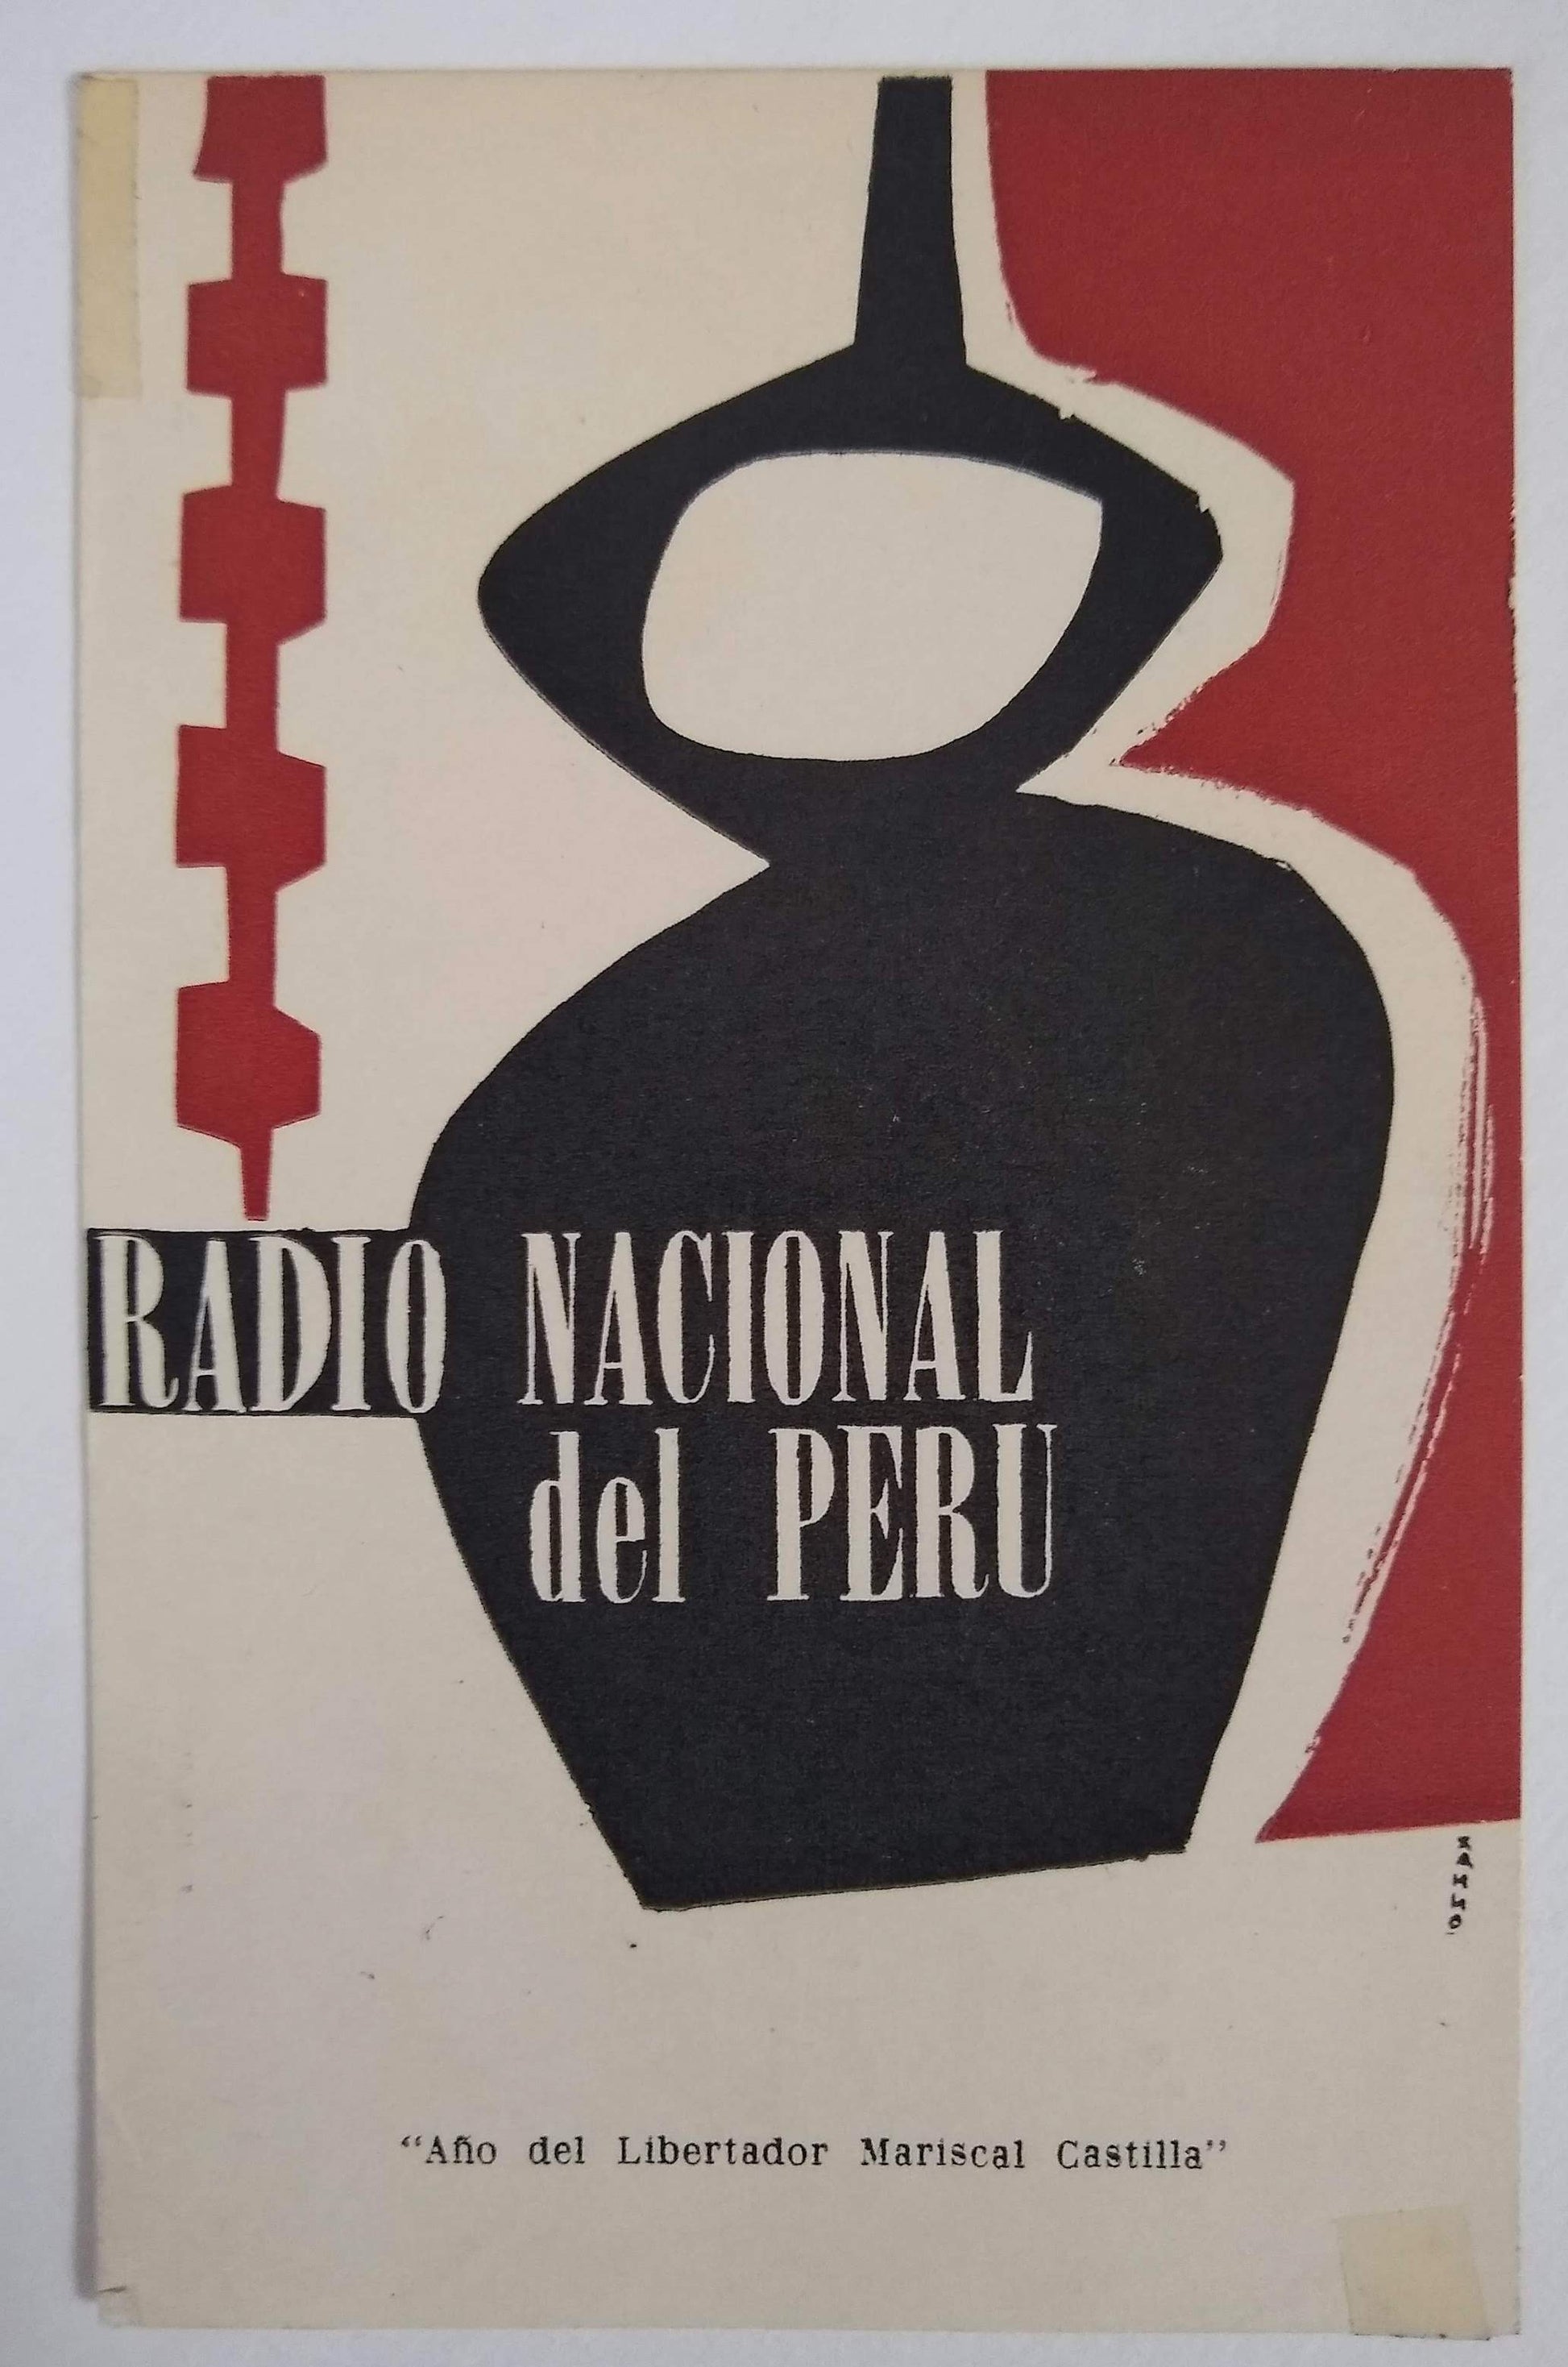 RADIO NACIONAL
del PERU
“Año del Libertador Mariscal Castilla”